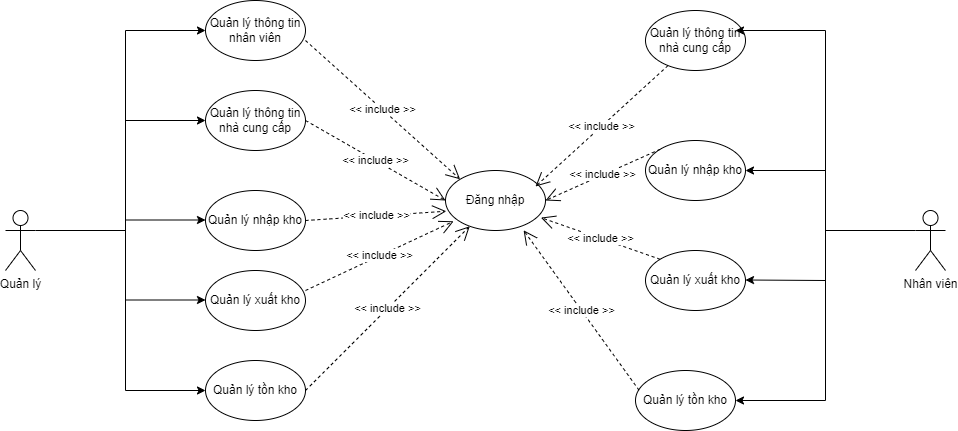 Quản lý thông tin
nhân viên
Quản lý thông tin
nhà cung cấp
<< include >>
<< include >>
Quản lý thông tin
nhà cung cấp
<< include >>
<< include >>
Quản lý nhập kho
Đăng nhập
Quản lý nhập kho
<< include >>
<< include >>
<< include >>
Quản lý
Quản lý xuất kho
Quản lý xuất kho
Nhân viên
<< include >>
<< include >>
Quản lý tồn kho
Quản lý tồn kho